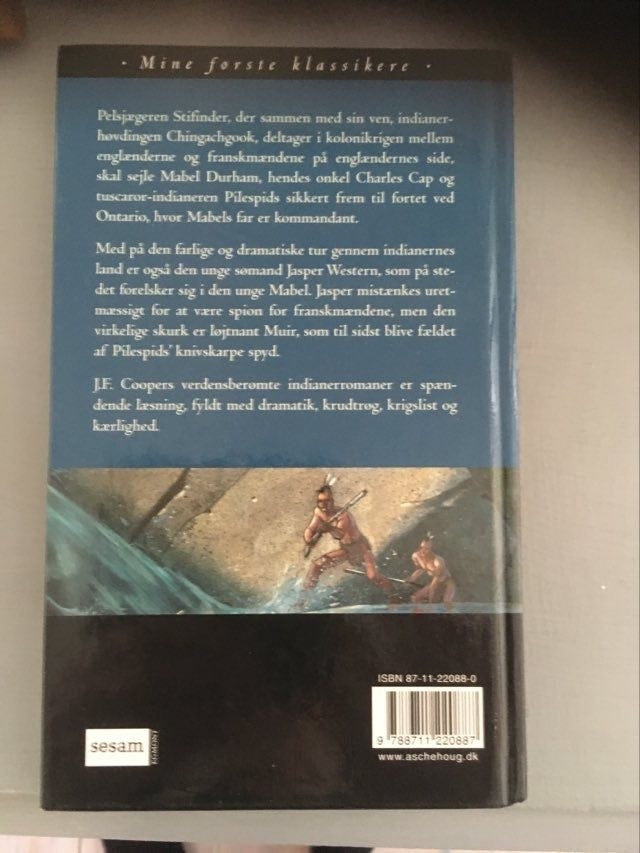 · Mine første klassikere ·
Pelsjægeren Stifinder, der sammen med sin ven, indianer-
høvdingen Chingachgook, deltager i kolonikrigen mellem
englænderne og franskmændene på englændernes side,
skal sejle Mabel Durham, hendes onkel Charles Cap og
tuscaror-indianeren Pilespids sikkert frem til fortet ved
Ontario, hvor Mabels far er kommandant.
Med på den farlige og dramatiske tur gennem indianernes
land er også den unge sømand Jasper Western, som på ste-
det forelsker sig i den unge Mabel. Jasper mistænkes uret-
mæssigt for at være spion for franskmændene, men den
virkelige skurk er løjtnant Muir, som til sidst blive fældet
af Pilespids' knivskarpe spyd.
J.F. Coopers verdensberømte indianerromaner er spæn-
dende læsning, fyldt med dramatik, krudtrøg, krigslist og
kærlighed.
ISBN 87-11-22088-0
9 788711 220887
www.aschehoug.dk
sesam